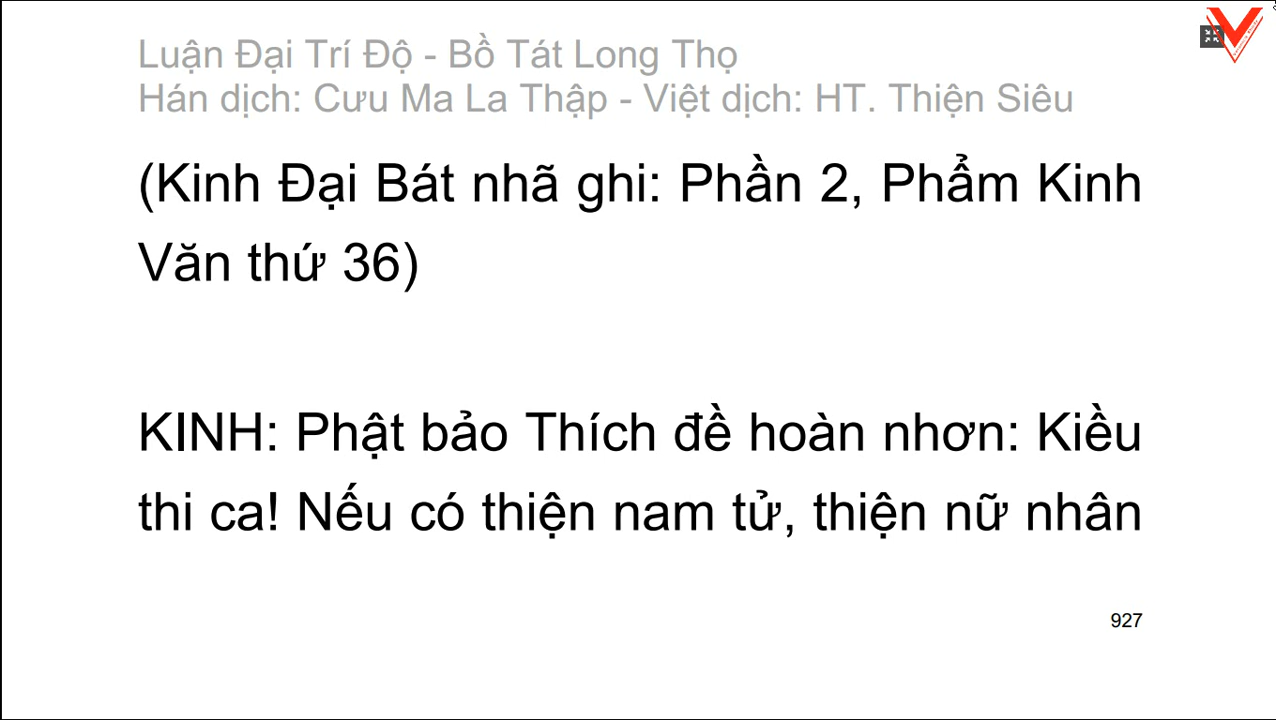 Luận Đại Trí Độ - Bồ Tát Long Thọ
Hán dịch: Cưu Ma La Thập - Việt dịch: HT. Thiện Siêu
(Kinh Đại Bát nhã ghi: Phần 2, Phẩm Kinh
Văn thứ 36)
KINH: Phật bảo Thích đề hoàn nhơn: Kiều
thi ca! Nếu có thiện nam tử, thiện nữ nhân
927